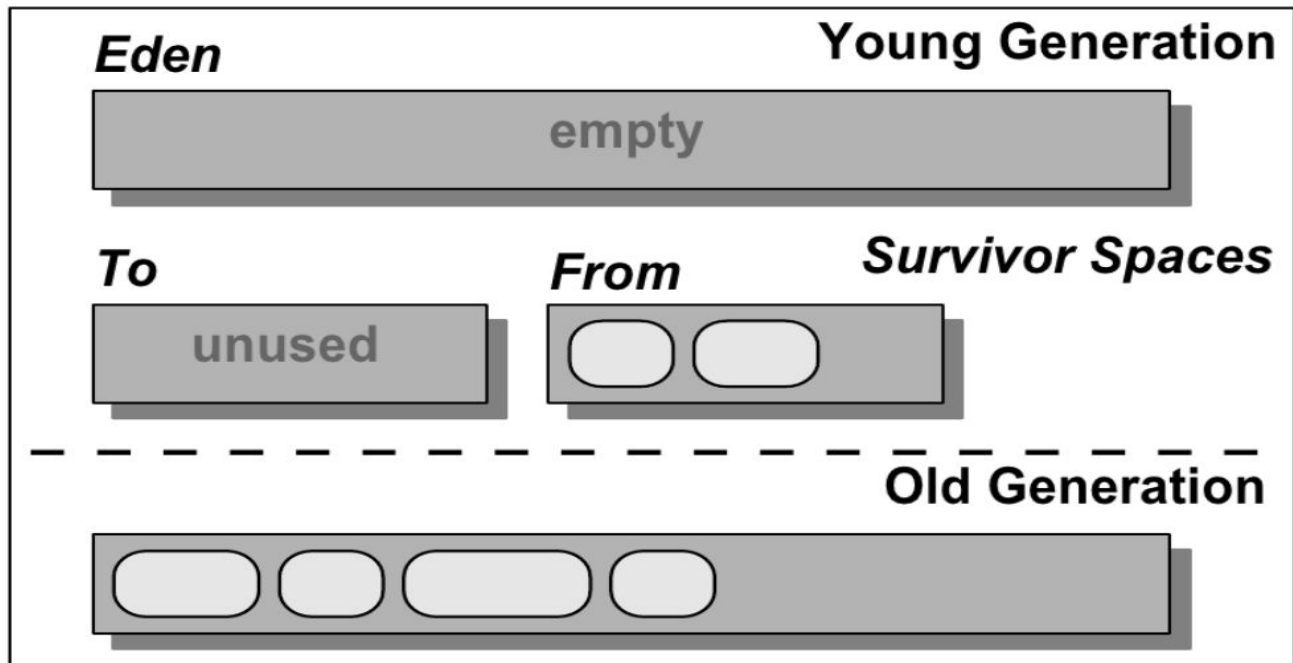 Eden
Young Generation
empty
To
From
Survivor Spaces
unused
Old Generation